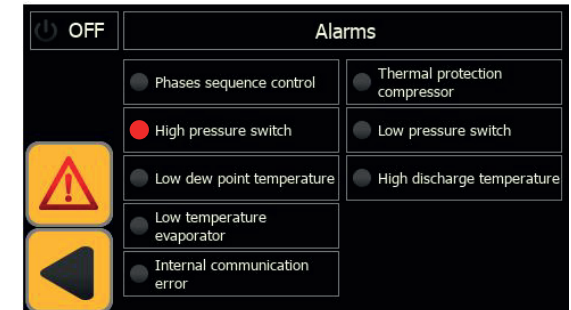 OFF
Alarms
Phases sequence control
Thermal protection
compressor
High pressure switch
Low pressure switch
Low dew point temperature
High discharge temperature
Low temperature
evaporator
Internal communication
error